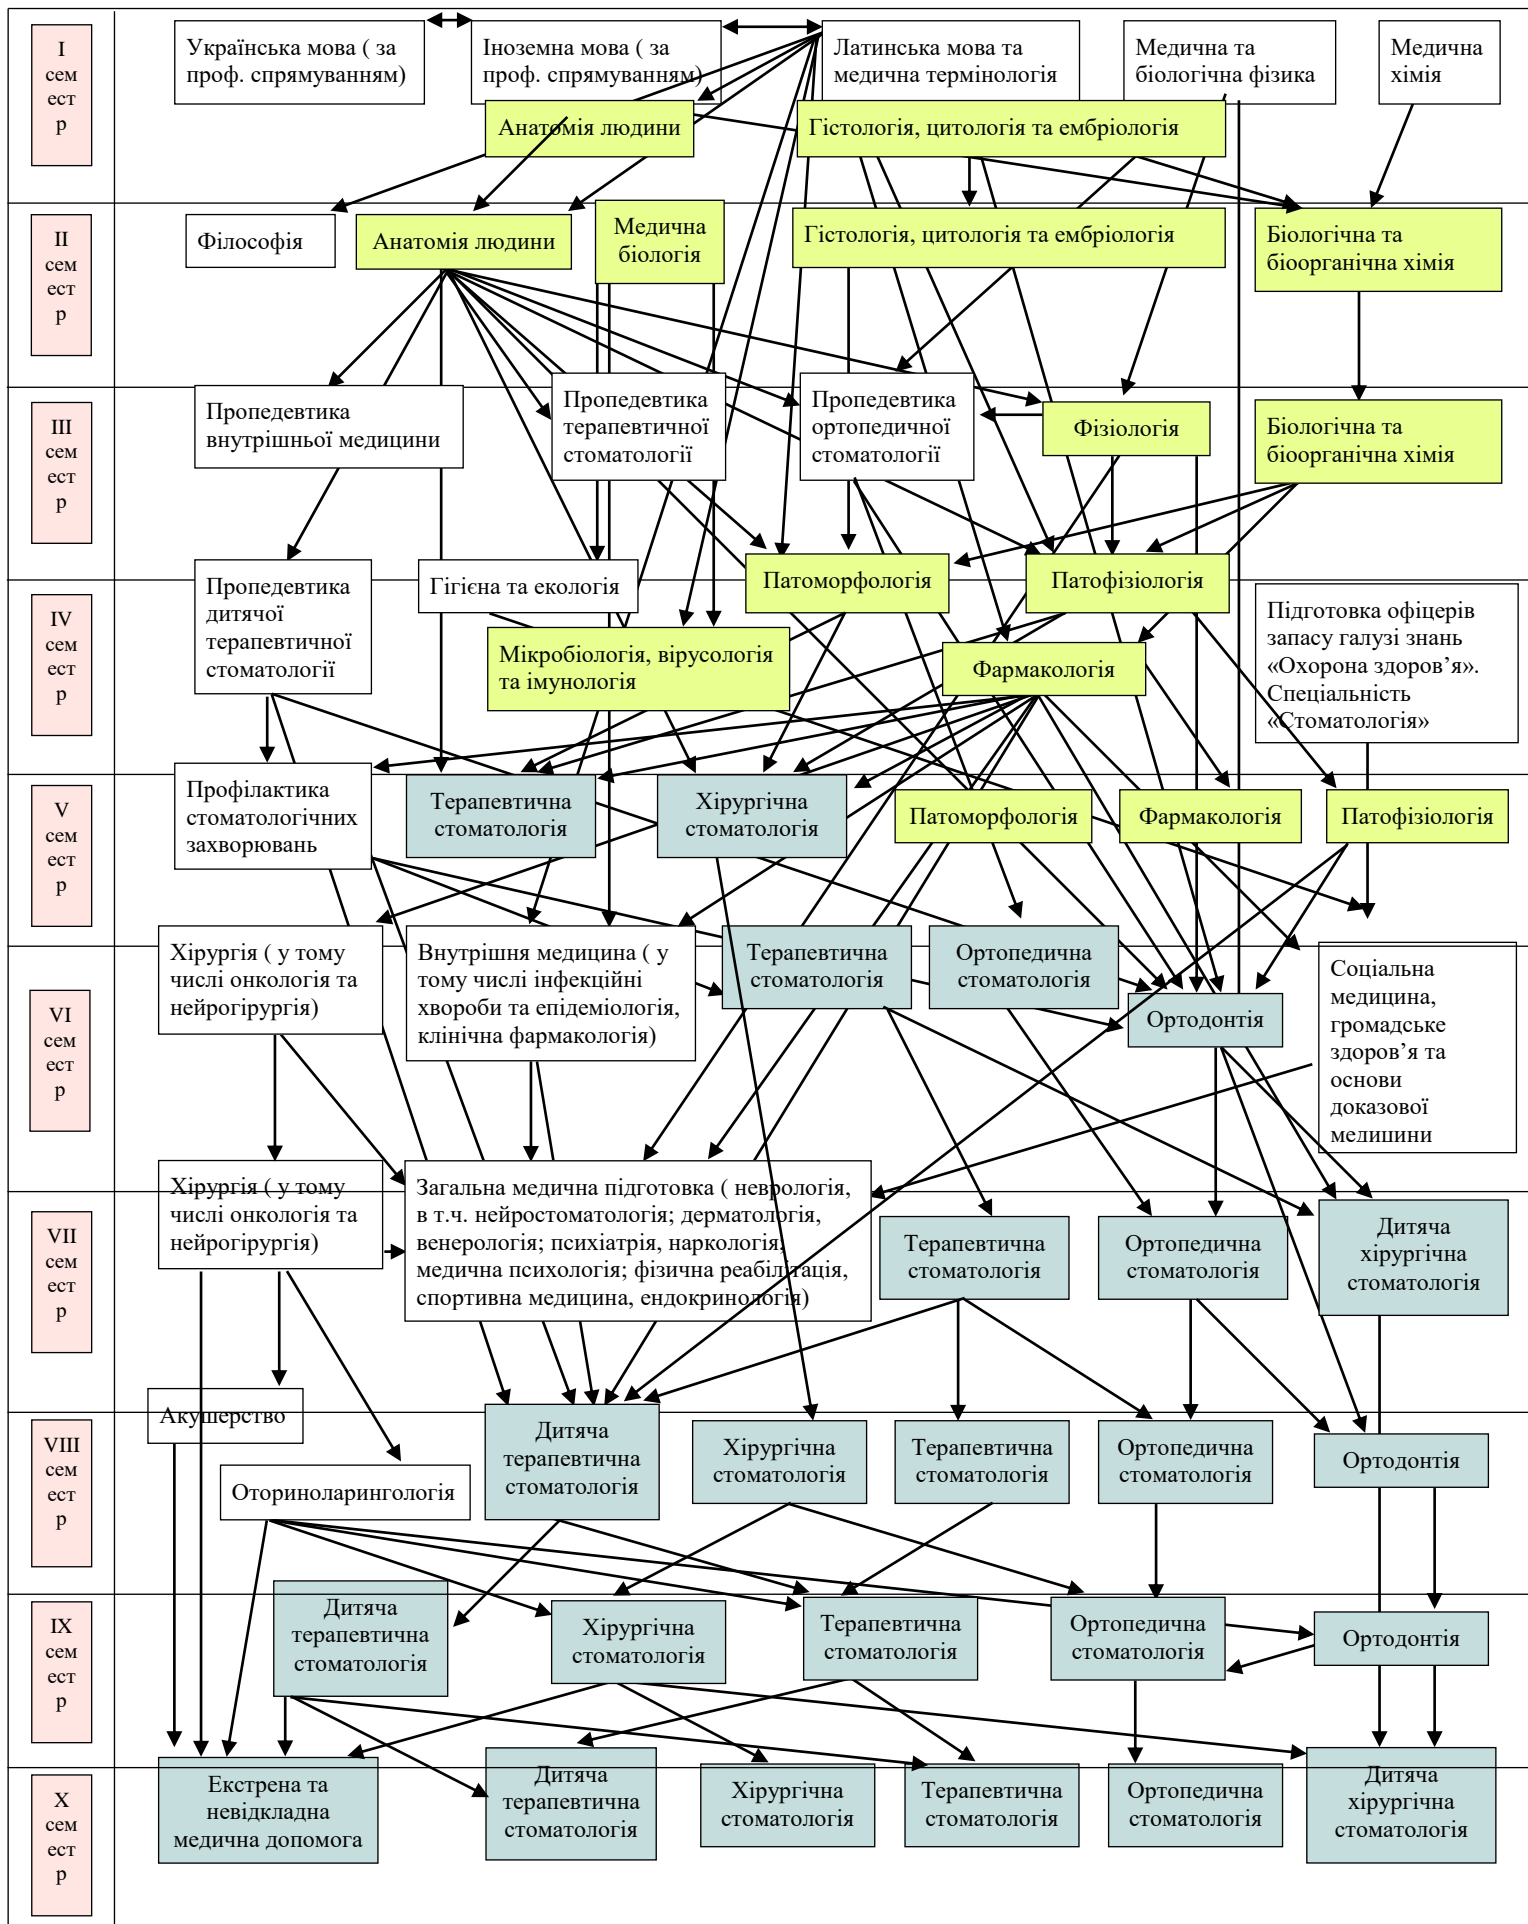 I
сем
ест
р
Українська мова ( за
проф. спрямуванням)
Іноземна мова ( за
проф. спрямуванням)
Латинська мова та
медична термінологія
Медична та
біологічна фізика
Медична
хімія
Анатомія людини
Гістологія, цитологія та ембріологія
II
сем
ест
р
Філософія
Анатомія людини
Медична
біологія
Гістологія, цитологія та ембріологія
Біологічна та
біоорганічна хімія
III
сем
ест
р
Пропедевтика
внутрішньої медицини
Пропедевтика
терапевтичної
стоматології
Пропедевтика
ортопедичної
стоматології
Фізіологія
Біологічна та
біоорганічна хімія
IV
сем
ест
р
Пропедевтика
дитячої
терапевтичної
стоматології
Гігієна та екологія
Патоморфологія
Патофізіологія
Мікробіологія, вірусологія
та імунологія
Фармакологія
Підготовка офіцерів
запасу галузі знань
«Охорона здоров’я».
Спеціальність
«Стоматологія»
V
сем
ест
р
Профілактика
стоматологічних
захворювань
Терапевтична
стоматологія
Хірургічна
стоматологія
Патоморфологія
Фармакологія
Патофізіологія
VI
сем
ест
р
Хірургія ( у тому
числі онкологія та
нейрогірургія)
Внутрішня медицина ( у
тому числі інфекційні
хвороби та епідеміологія,
клінічна фармакологія)
Терапевтична
стоматологія
Ортопедична
стоматологія
Ортодонтія
Соціальна
медицина,
громадське
здоров’я та
основи
доказової
медицини
VII
сем
ест
р
Хірургія ( у тому
числі онкологія та
нейрогірургія)
Загальна медична підготовка ( неврологія,
в т.ч. нейростоматологія; дерматологія,
венерологія; психіатрія, наркологія,
медична психологія; фізична реабілітація,
спортивна медицина, ендокринологія)
Терапевтична
стоматологія
Ортопедична
стоматологія
Дитяча
хірургічна
стоматологія
VIII
сем
ест
р
Акушерство
Оториноларингологія
Дитяча
терапевтична
стоматологія
Хірургічна
стоматологія
Терапевтична
стоматологія
Ортопедична
стоматологія
Ортодонтія
IX
сем
ест
р
Дитяча
терапевтична
стоматологія
Хірургічна
стоматологія
Терапевтична
стоматологія
Ортопедична
стоматологія
Ортодонтія
X
сем
ест
р
Екстрена та
невідкладна
медична допомога
Дитяча
терапевтична
стоматологія
Хірургічна
стоматологія
Терапевтична
стоматологія
Ортопедична
стоматологія
Дитяча
хірургічна
стоматологія